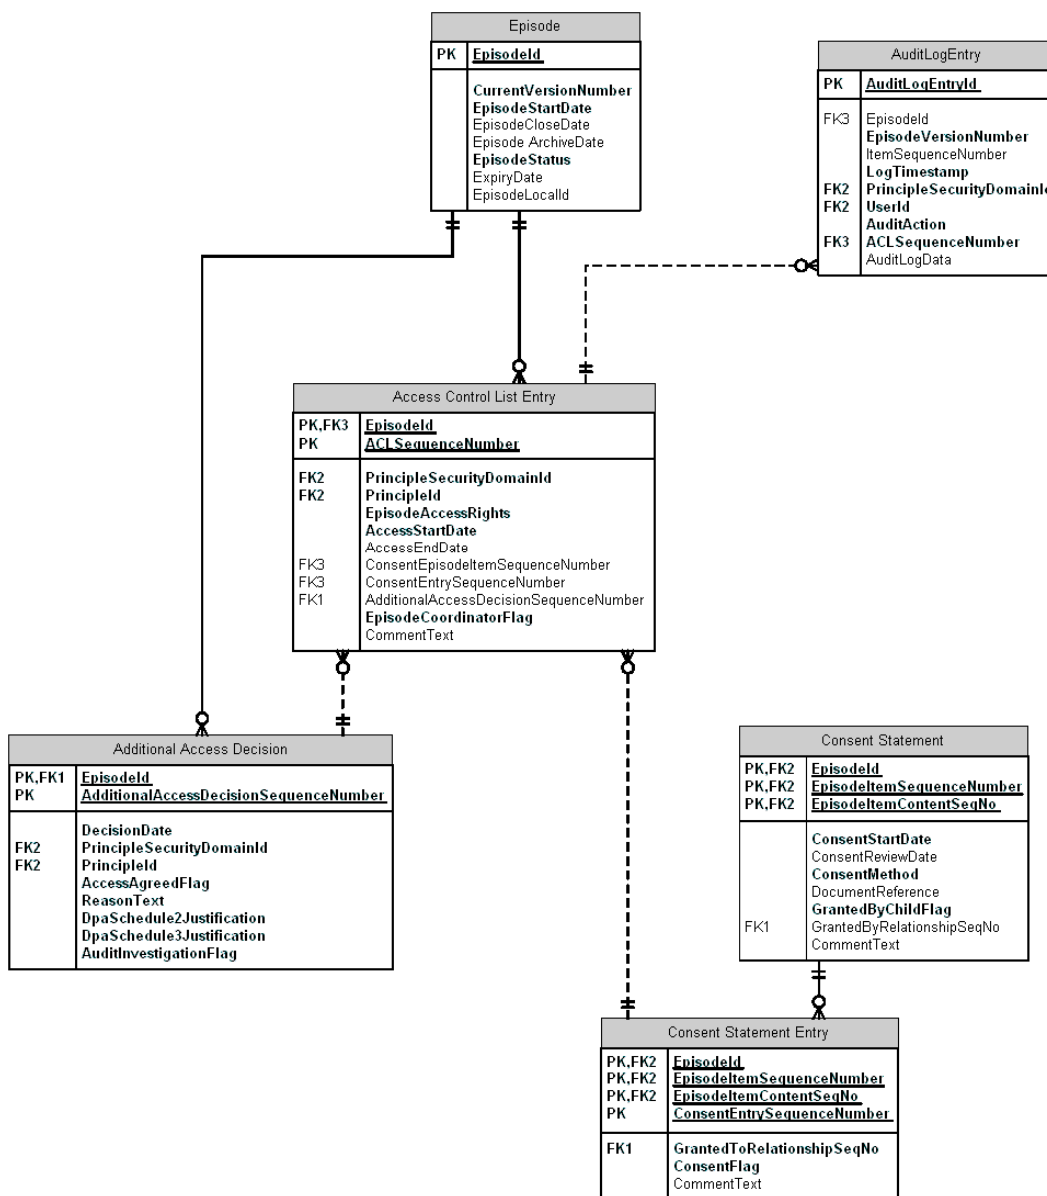 Episode
PK EpisodeId
CurrentVersionNumber
EpisodeStartDate
EpisodeCloseDate
Episode ArchiveDate
EpisodeStatus
ExpiryDate
EpisodeLocalId
AuditLogEntry
PK AuditLogEntryId
FK3 EpisodeId
EpisodeVersionNumber
ItemSequenceNumber
LogTimestamp
FK2 PrincipleSecurityDomainId
FK2 UserId
AuditAction
FK3 ACLSequenceNumber
AuditLogData
Access Control List Entry
PK,FK3 EpisodeId
PK ACLSequenceNumber
FK2 PrincipleSecurityDomainId
FK2 PrincipleId
EpisodeAccessRights
AccessStartDate
AccessEndDate
FK3 ConsentEpisodeItemSequenceNumber
FK3 ConsentEntrySequenceNumber
FK1 AdditionalAccessDecisionSequenceNumber
EpisodeCoordinatorFlag
CommentText
Additional Access Decision
PK,FK1 EpisodeId
PK AdditionalAccessDecisionSequenceNumber
DecisionDate
FK2 PrincipleSecurityDomainId
FK2 PrincipleId
AccessAgreedFlag
ReasonText
DpaSchedule2Justification
DpaSchedule3Justification
AuditInvestigationFlag
Consent Statement
PK,FK2 EpisodeId
PK,FK2 EpisodeItemSequenceNumber
PK,FK2 EpisodeItemContentSeqNo
ConsentStartDate
ConsentReviewDate
ConsentMethod
DocumentReference
GrantedByChildFlag
FK1 GrantedByRelationshipSeqNo
CommentText
Consent Statement Entry
PK,FK2 EpisodeId
PK,FK2 EpisodeItemSequenceNumber
PK,FK2 EpisodeItemContentSeqNo
PK ConsentEntrySequenceNumber
FK1 GrantedToRelationshipSeqNo
ConsentFlag
CommentText